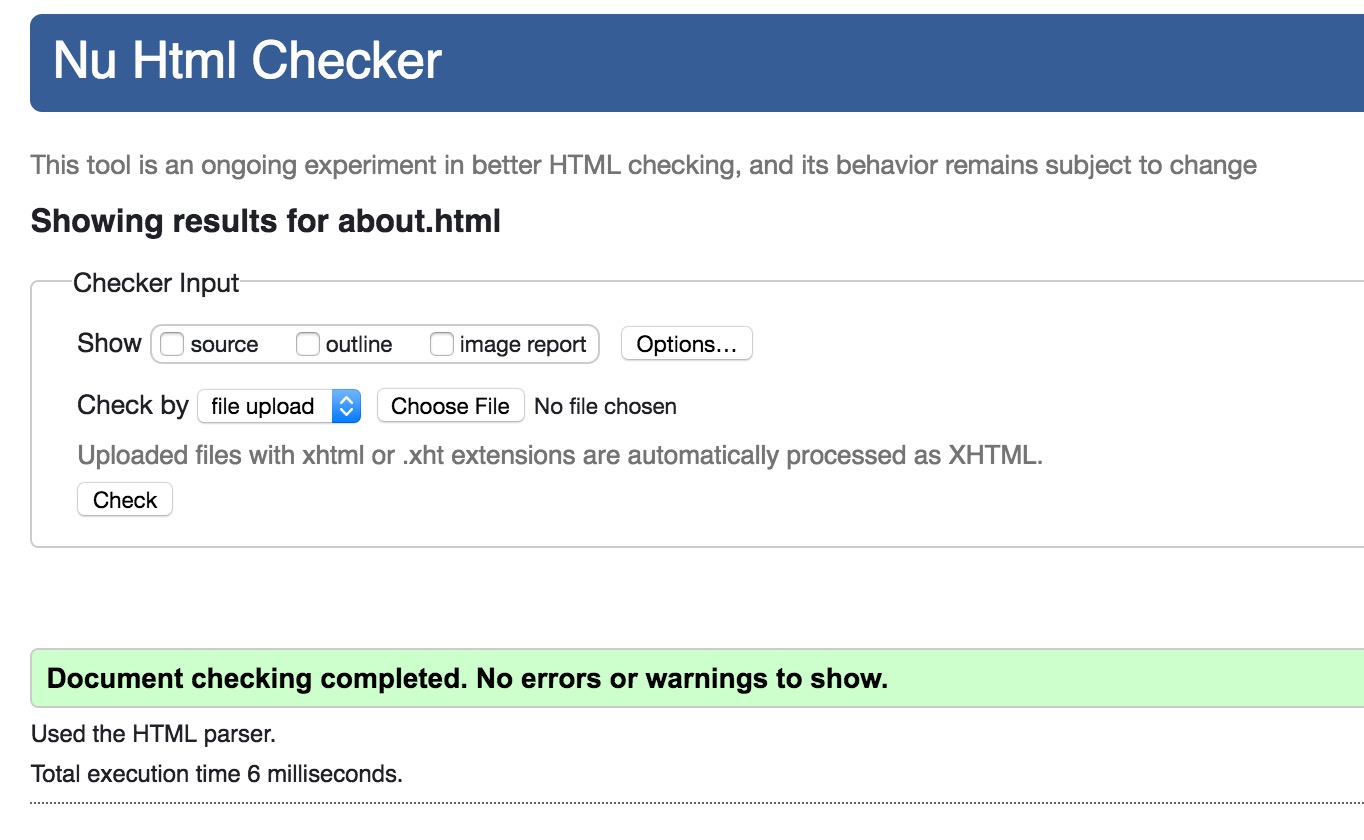 Nu Html Checker
This tool is an ongoing experiment in better HTML checking, and its behavior remains subject to change
Showing results for about.html
Checker Input
Show source outline image report Options...
Check by file upload Choose File No file chosen
Uploaded files with xhtml or .xht extensions are automatically processed as XHTML.
Check
Document checking completed. No errors or warnings to show.
Used the HTML parser.
Total execution time 6 milliseconds.